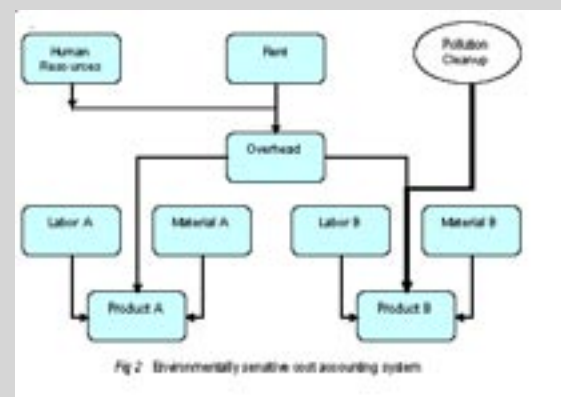 Human
Resources
Rent
Pollution
Cleanup
Overhead
Labor A
Material A
Labor B
Material B
Product A
Product B
Fig 2 Environmentally sensitive cost accounting system